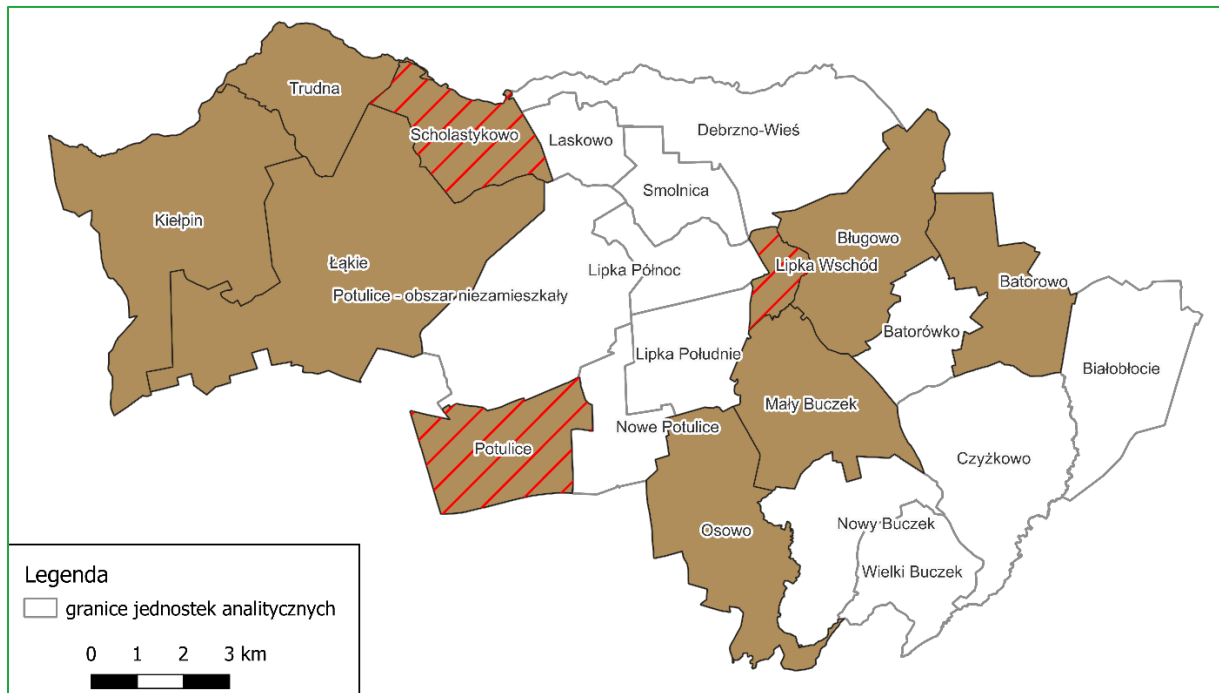 Trudna
Scholastykowo
Laskowo
Debrzno-Wieś
Smolnica
Kiełpin
Bługowo
Łąkie
Lipka Północ
Lipka Wschód
Potulice - obszar niezamieszkały
Batorowo
Batorówko
Lipka Południe
Białobłocie
Mały Buczek
Nowe Potulice
Potulice
Czyżkowo
Osowo
Nowy Buczek
Wielki Buczek
Legenda
granice jednostek analitycznych
0 1 2 3 km